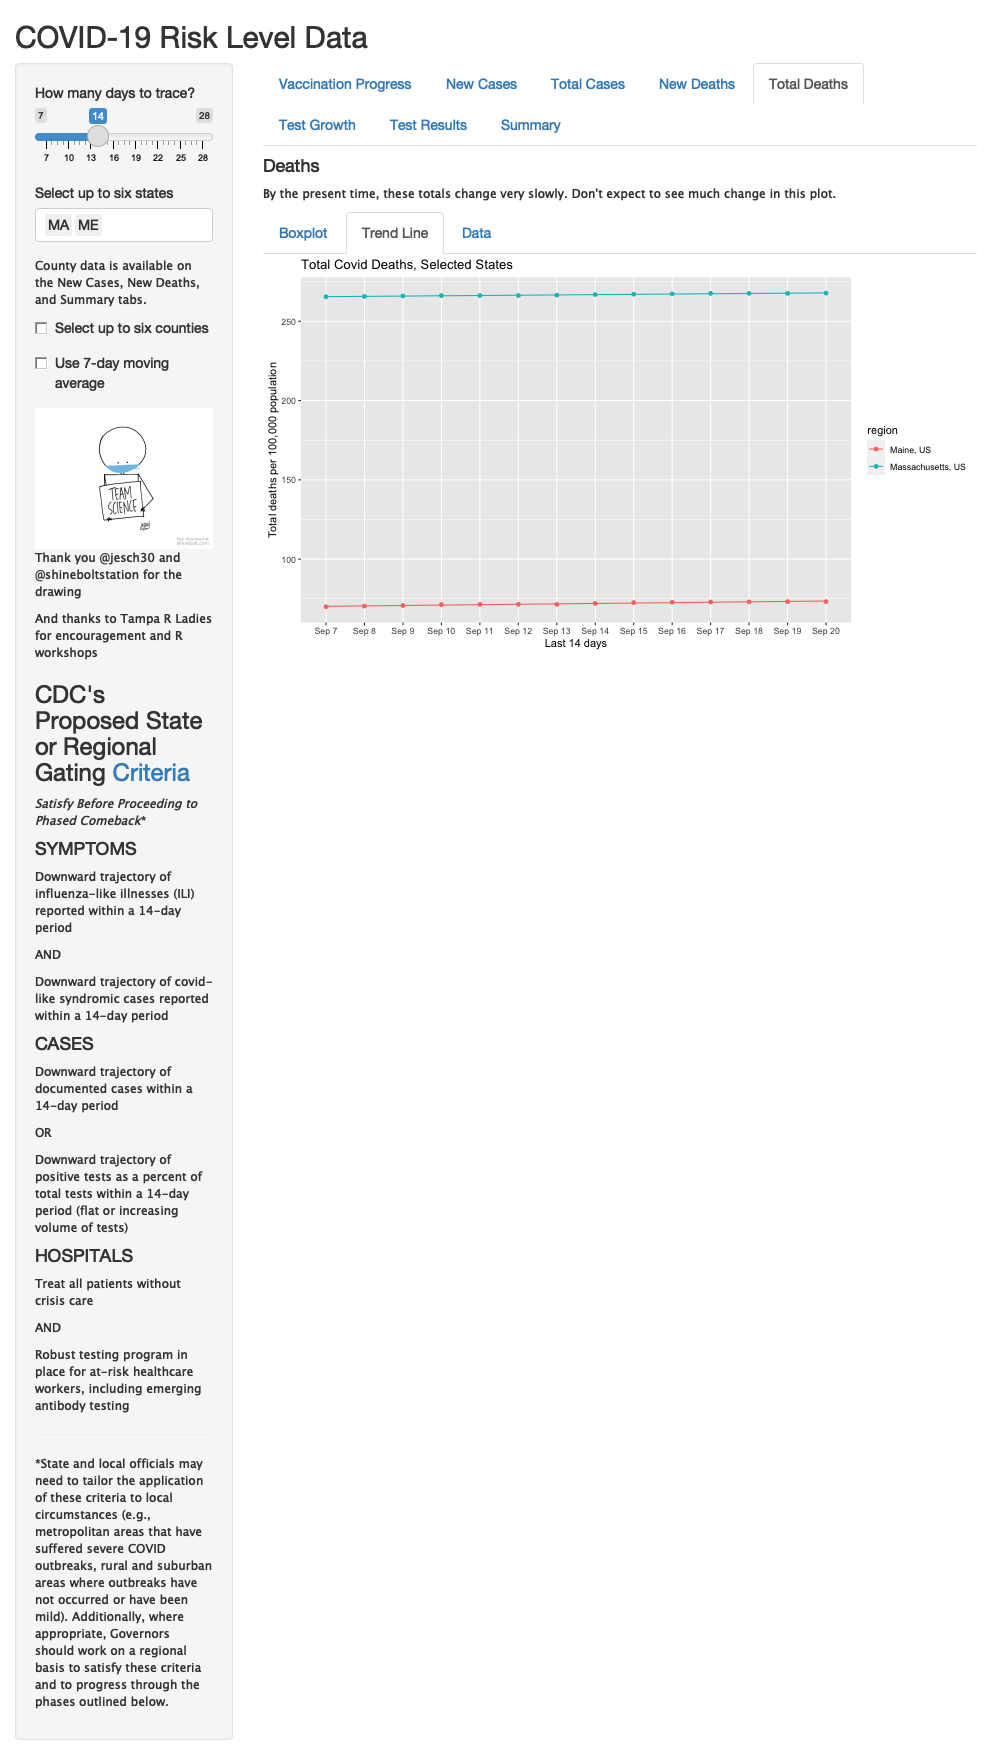 COVID-19 Risk Level Data
How many days to trace?
7 14 28
7 10 13 16 19 22 25 28
Select up to six states
MA ME
County data is available on
the New Cases, New Deaths,
and Summary tabs.
Select up to six counties
Use 7-day moving
average
TEAM
SCIENCE
free download at
shinebolt.com
Thank you @jesch30 and
@shineboltstation for the
drawing
And thanks to Tampa R Ladies
for encouragement and R
workshops
CDC's
Proposed State
or Regional
Gating Criteria
Satisfy Before Proceeding to
Phased Comeback*
SYMPTOMS
Downward trajectory of
influenza-like illnesses (ILI)
reported within a 14-day
period
AND
Downward trajectory of covid-
like syndromic cases reported
within a 14-day period
CASES
Downward trajectory of
documented cases within a
14-day period
OR
Downward trajectory of
positive tests as a percent of
total tests within a 14-day
period (flat or increasing
volume of tests)
HOSPITALS
Treat all patients without
crisis care
AND
Robust testing program in
place for at-risk healthcare
workers, including emerging
antibody testing
*State and local officials may
need to tailor the application
of these criteria to local
circumstances (e.g.,
metropolitan areas that have
suffered severe COVID
outbreaks, rural and suburban
areas where outbreaks have
not occurred or have been
mild). Additionally, where
appropriate, Governors
should work on a regional
basis to satisfy these criteria
and to progress through the
phases outlined below.
Vaccination Progress New Cases Total Cases New Deaths Total Deaths
Test Growth Test Results Summary
Deaths
By the present time, these totals change very slowly. Don't expect to see much change in this plot.
Boxplot Trend Line Data
Total Covid Deaths, Selected States
Total deaths per 100,000 population
250
200
150
100
Sep 7 Sep 8 Sep 9 Sep 10 Sep 11 Sep 12 Sep 13 Sep 14 Sep 15 Sep 16 Sep 17 Sep 18 Sep 19 Sep 20
Last 14 days
region
Maine, US
Massachusetts, US